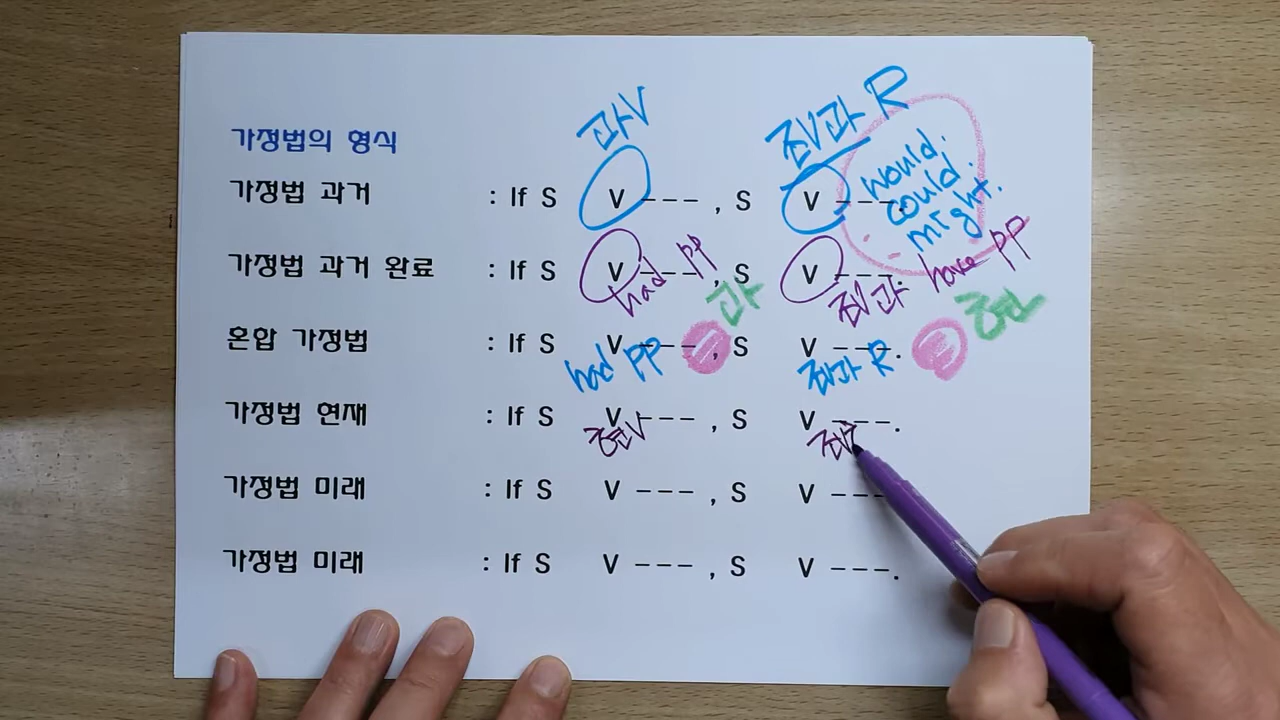 과V 조V과 R
가정법의 형식
would.
가정법 과거 : If S V ---, S V ---.
could.
might.
가정법 과거 완료 : If S V ---, S V ---.
had PP 조V과. have PP
과 현
혼합 가정법 : If S V ---, S V ---.
had PP 조V과 R
가정법 현재 : If S V ---, S V ---.
현V 조V
가정법 미래 : If S V ---, S V ---
가정법 미래 : If S V ---, S V ---.